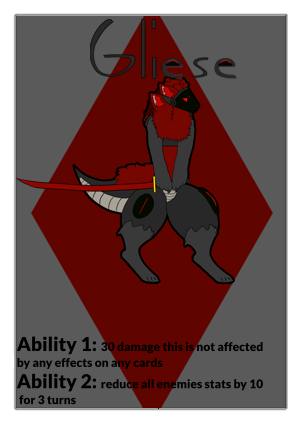 Gliese
Ability 1: 30 damage this is not affected
by any effects on any cards
Ability 2: reduce all enemies stats by 10
for 3 turns